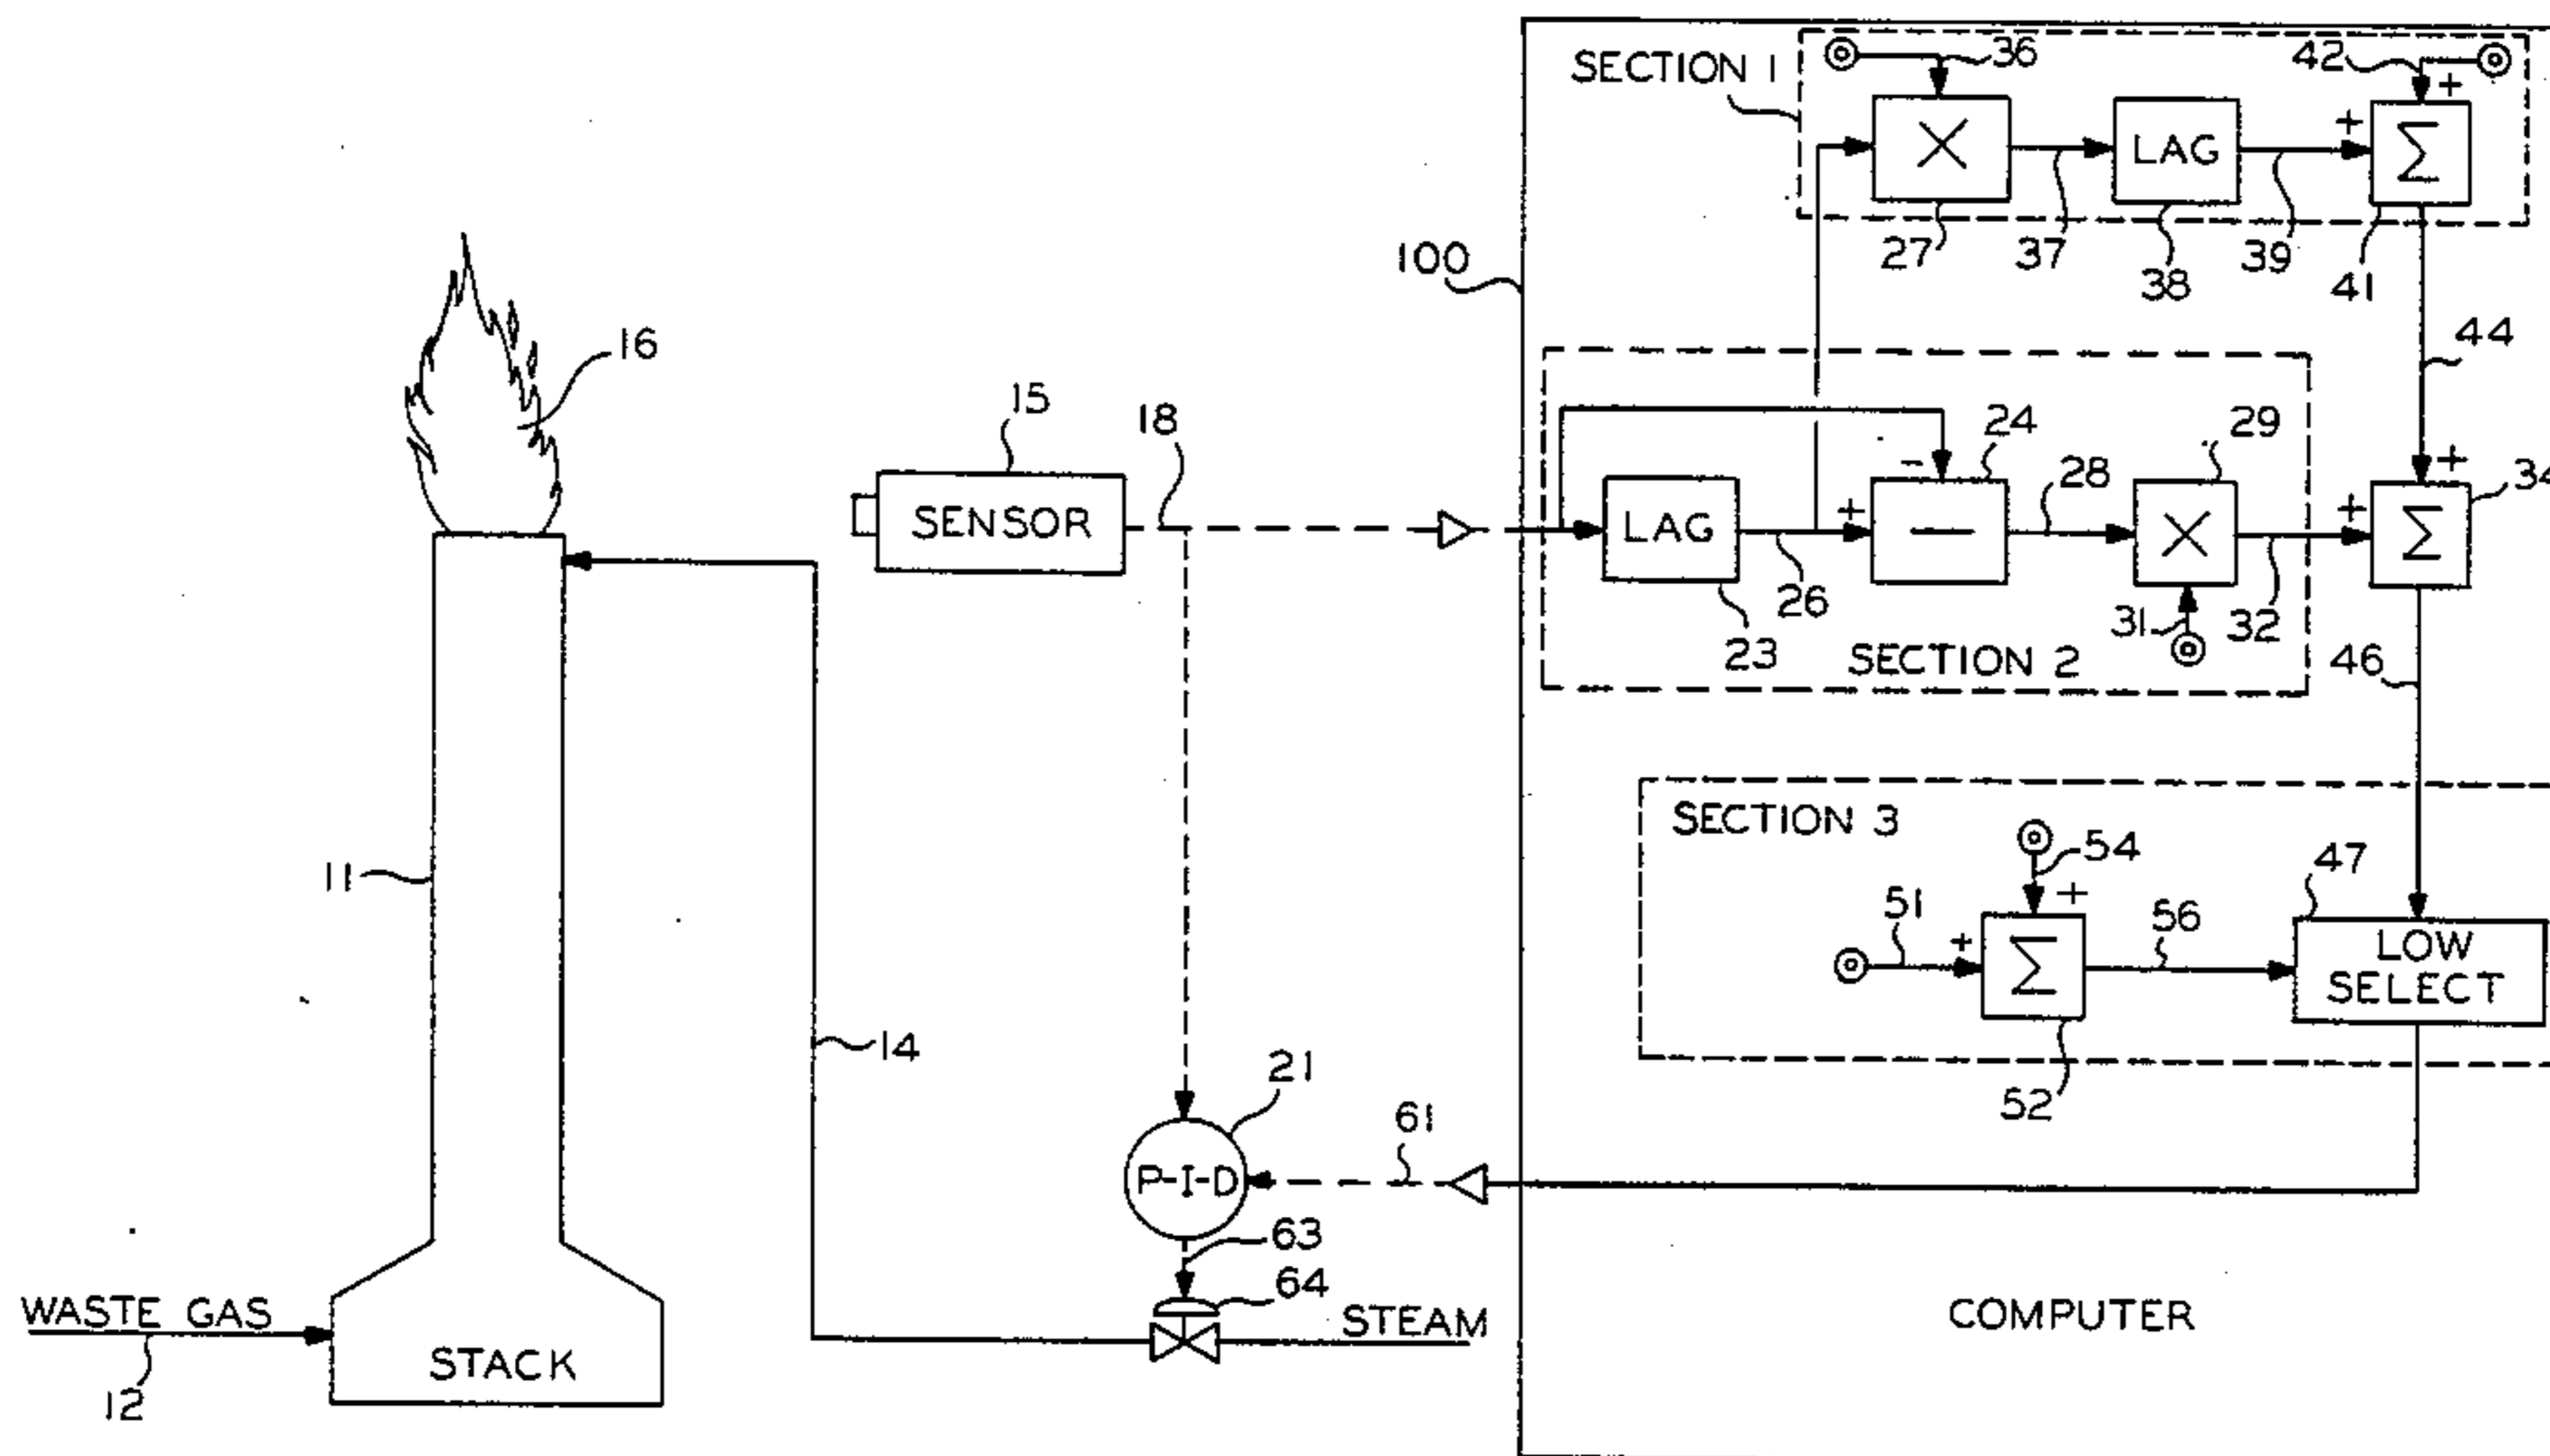 SECTION 1
36
42
+
X
LAG
+
Σ
27
37
38
39
41
100
44
16
15
18
24
29
28
+
34
SENSOR
LAG
+
-
—
X
+
Σ
26
31
32
23
SECTION 2
46
SECTION 3
54
47
11
51
+
+
Σ
56
LOW
SELECT
14
21
52
61
P-I-D
63
64
WASTE GAS
STEAM
COMPUTER
STACK
12